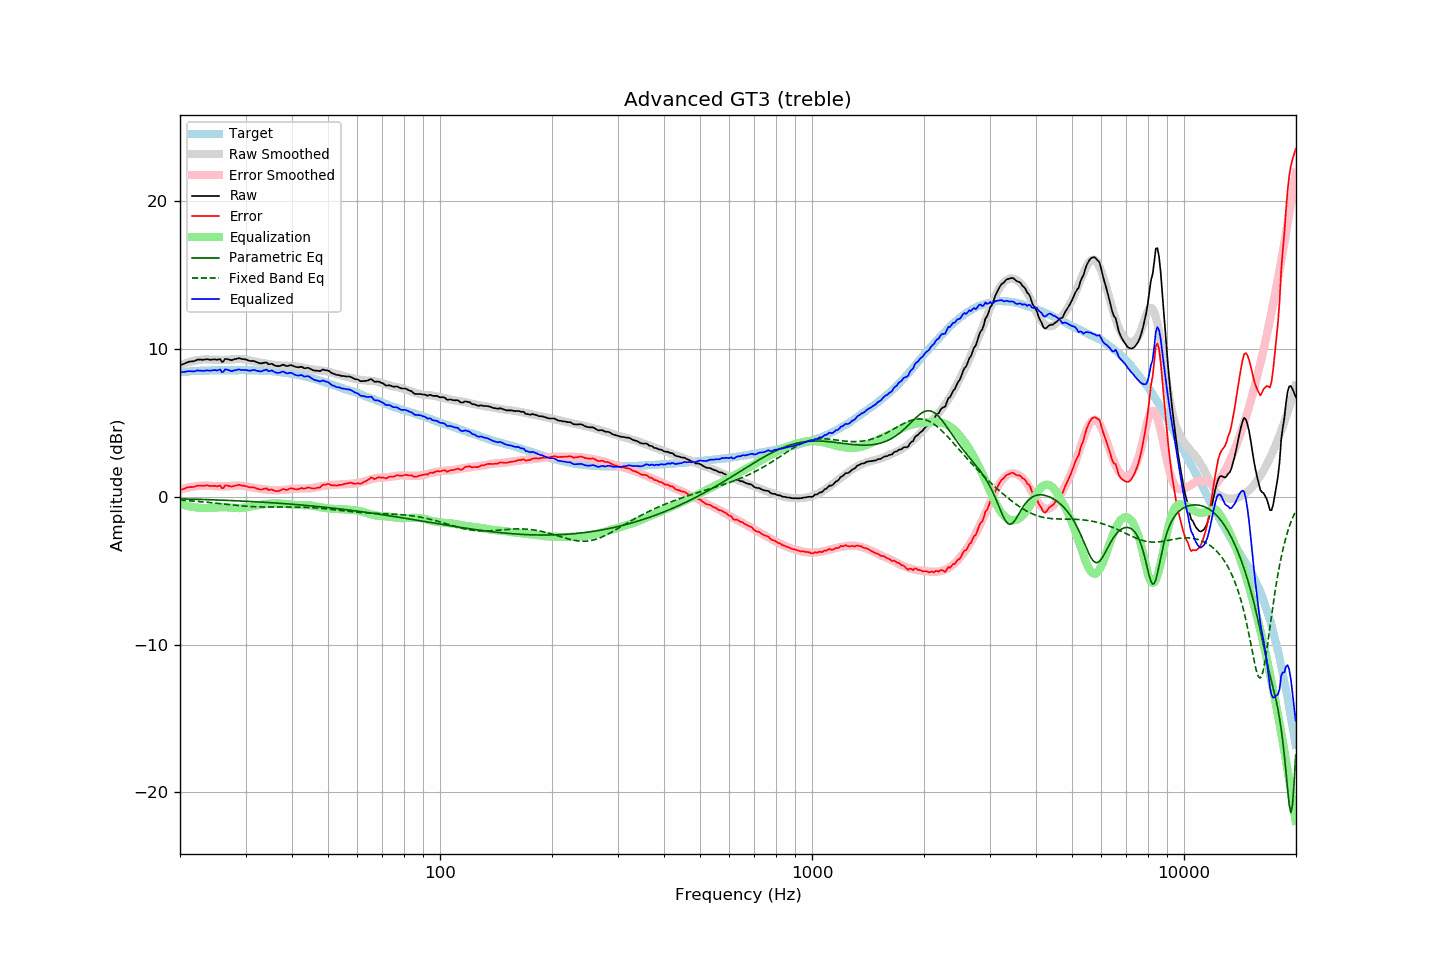 Advanced GT3 (treble)
Target
Raw Smoothed
Error Smoothed
Raw
Error
Equalization
Parametric Eq
Fixed Band Eq
Equalized
20
10
0
−10
−20
Amplitude (dBr)
100
1000
10000
Frequency (Hz)